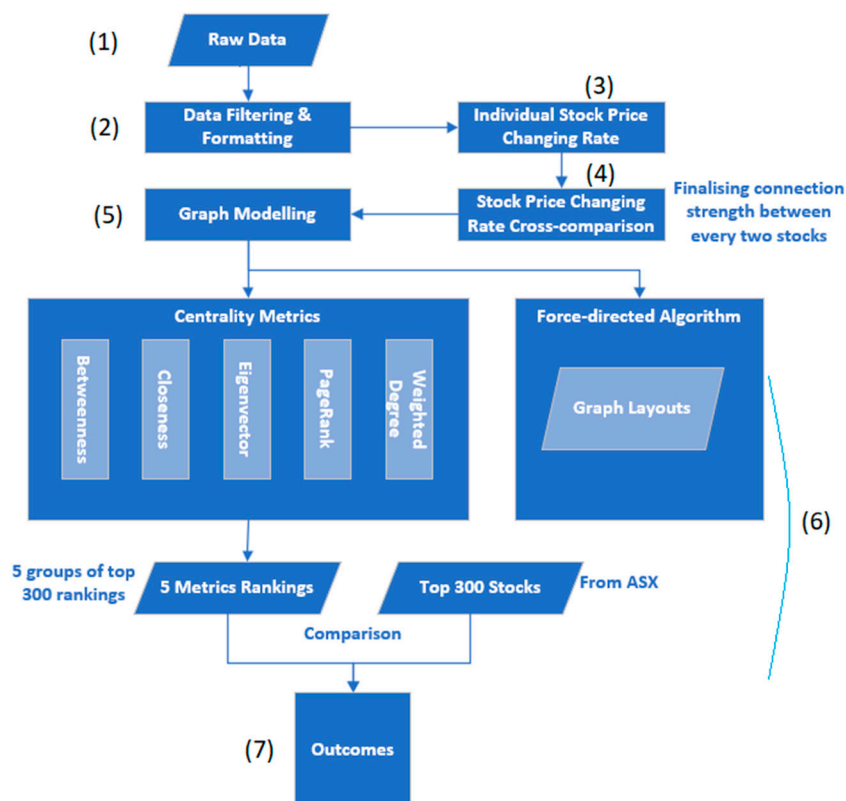 (1)
Raw Data
(2)
Data Filtering &
Formatting
(3)
Individual Stock Price
Changing Rate
(4)
Stock Price Changing
Rate Cross-comparison
Finalising connection
strength between
every two stocks
(5)
Graph Modelling
Centrality Metrics
Betweenness
Closeness
Eigenvector
PageRank
Weighted
Degree
Force-directed Algorithm
Graph Layouts
(6)
5 groups of top
300 rankings
5 Metrics Rankings
Top 300 Stocks
From ASX
Comparison
(7)
Outcomes